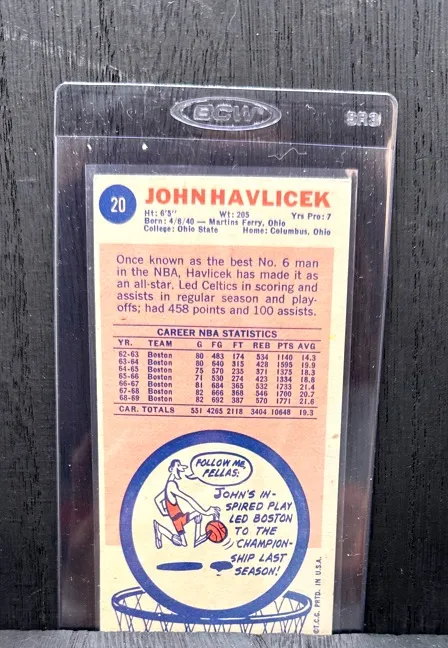 BCW
SR3
20
JOHN HAVLICEK
Ht: 6'5" Wt: 205 Yrs Pro: 7
Born: 4/8/40 — Martins Ferry, Ohio
College: Ohio State Home: Columbus, Ohio
Once known as the best No. 6 man
in the NBA, Havlicek has made it as
an all-star. Led Celtics in scoring and
assists in regular season and play-
offs; had 458 points and 100 assists.
CAREER NBA STATISTICS
YR. TEAM G FG FT REB PTS AVG
62-63 Boston 80 483 174 534 1140 14.3
63-64 Boston 80 640 315 428 1595 19.9
64-65 Boston 75 570 235 371 1375 18.3
65-66 Boston 71 530 274 423 1334 18.8
66-67 Boston 81 684 365 532 1733 21.4
67-68 Boston 82 666 368 546 1700 20.7
68-69 Boston 82 692 387 570 1771 21.6
CAR. TOTALS 551 4265 2118 3404 10648 19.3
FOLLOW ME,
FELLAS!
JOHN'S IN-
SPIRED PLAY
LED BOSTON
TO THE
CHAMPION-
SHIP LAST
SEASON!
©T.C.G. PRTD. IN U.S.A.